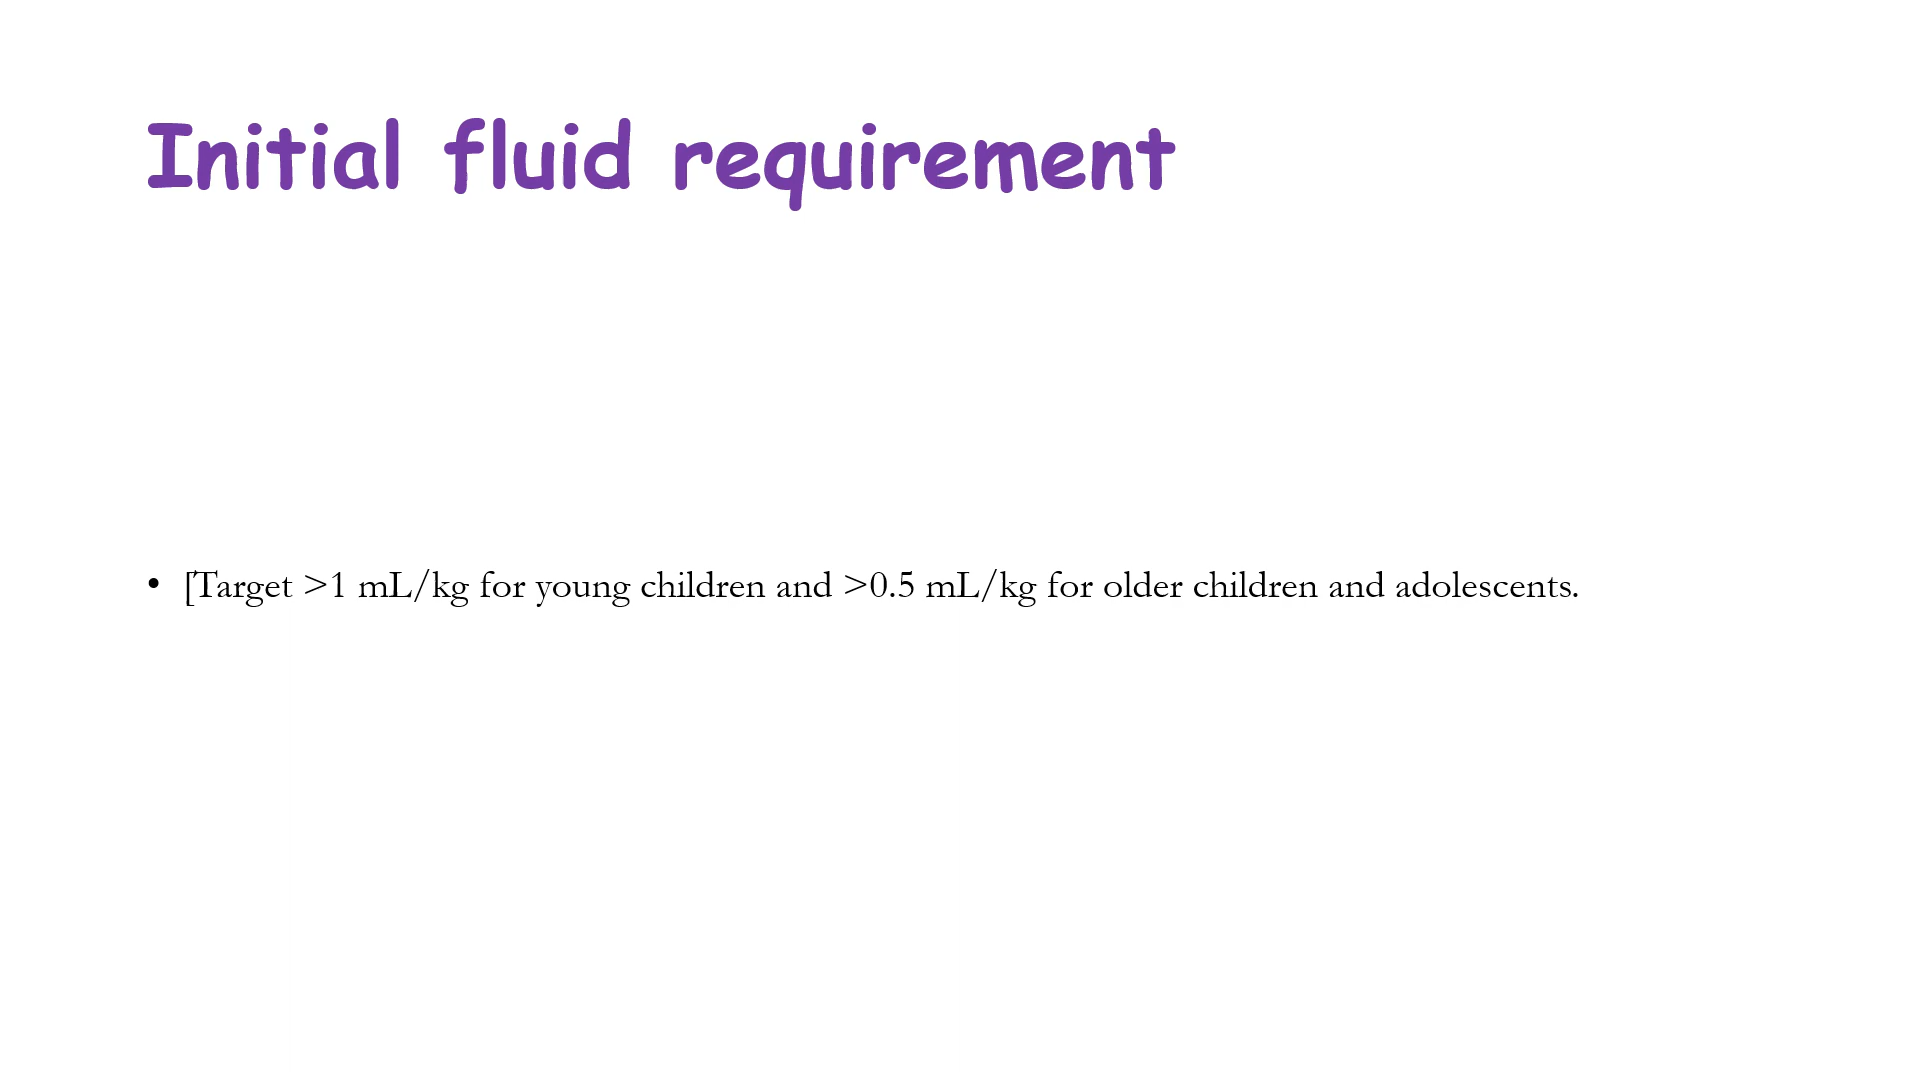 Initial fluid requirement
• [Target >1 mL/kg for young children and >0.5 mL/kg for older children and adolescents.